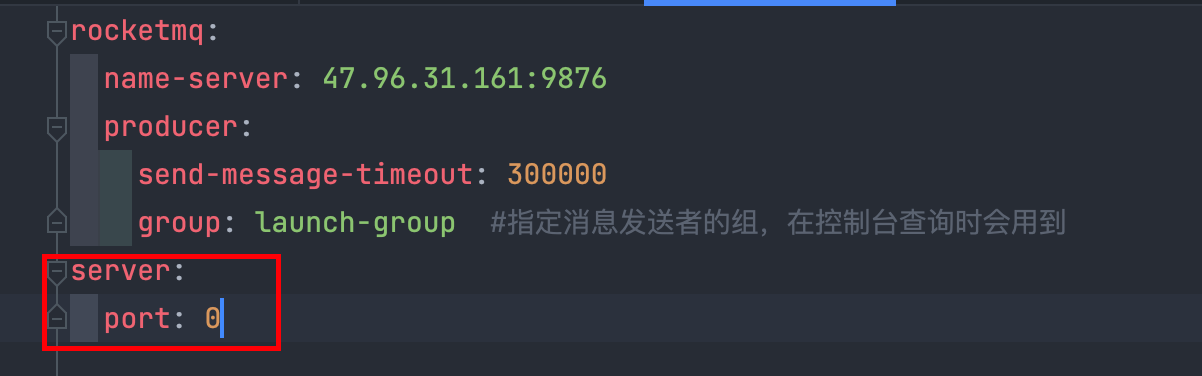 rocketmq:
name-server: 47.96.31.161:9876
producer:
send-message-timeout: 300000
group: launch-group  #指定消息发送者的组，在控制台查询时会用到
server:
port: 0